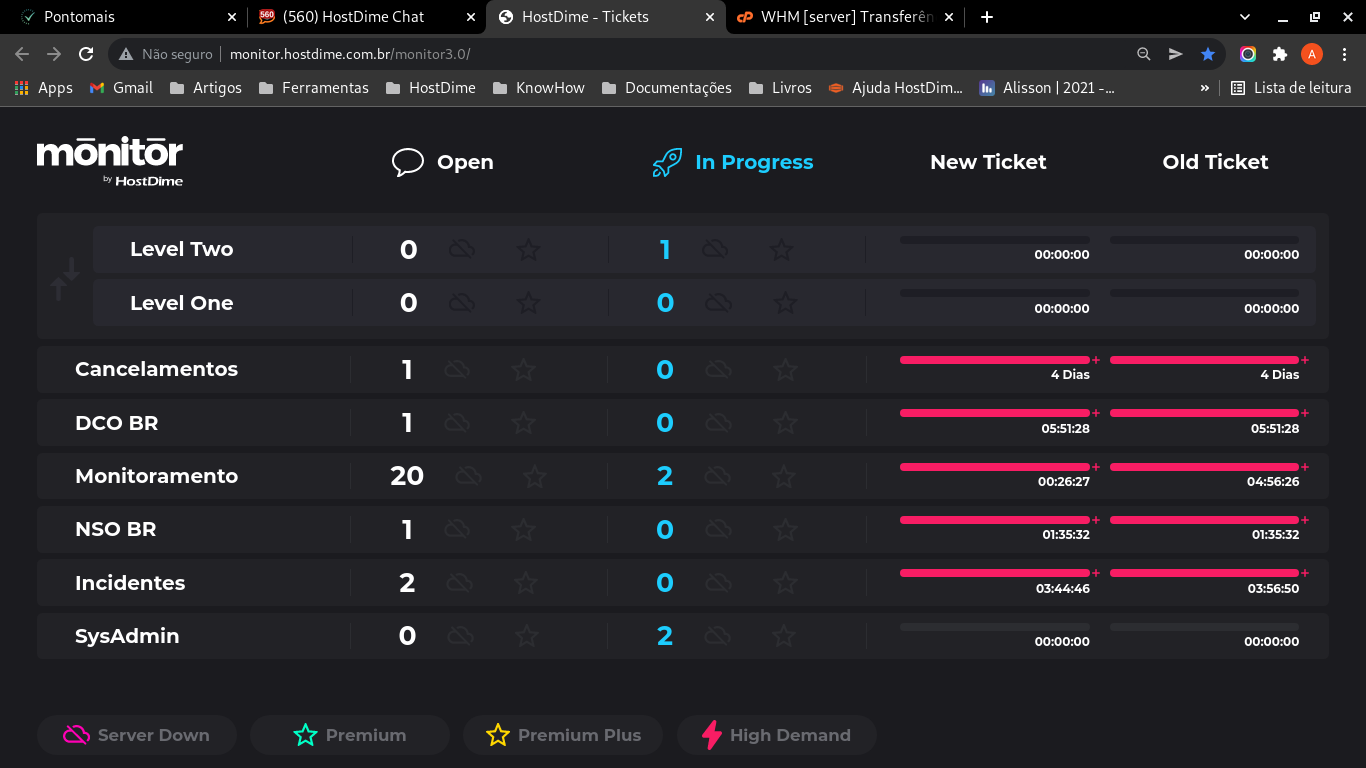 Pontomais
560 (560) HostDime Chat
HostDime - Tickets
WHM [server] Transferên
Não seguro monitor.hostdime.com.br/monitor3.0/
A
Apps Gmail Artigos Ferramentas HostDime KnowHow Documentações Livros Ajuda HostDim... Alisson | 2021 -... » Lista de leitura
monitor
by HostDime
Open In Progress New Ticket Old Ticket
Level Two 0 1 00:00:00 00:00:00
Level One 0 0 00:00:00 00:00:00
Cancelamentos 1 0 + 4 Dias + 4 Dias
DCO BR 1 0 + 05:51:28 + 05:51:28
Monitoramento 20 2 + 00:26:27 + 04:56:26
NSO BR 1 0 + 01:35:32 + 01:35:32
Incidentes 2 0 + 03:44:46 + 03:56:50
SysAdmin 0 2 00:00:00 00:00:00
Server Down Premium Premium Plus High Demand